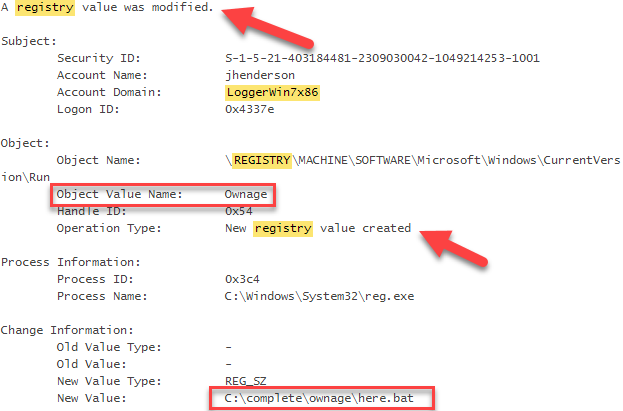 A registry value was modified.
Subject:
Security ID: S-1-5-21-403184481-2309030042-1049214253-1001
Account Name: jhenderson
Account Domain: LoggerWin7x86
Logon ID: 0x4337e
Object:
Object Name: \REGISTRY\MACHINE\SOFTWARE\Microsoft\Windows\CurrentVers
ion\Run
Object Value Name: Ownage
Handle ID: 0x54
Operation Type: New registry value created
Process Information:
Process ID: 0x3c4
Process Name: C:\Windows\System32\reg.exe
Change Information:
Old Value Type: -
Old Value: -
New Value Type: REG_SZ
New Value: C:\complete\ownage\here.bat